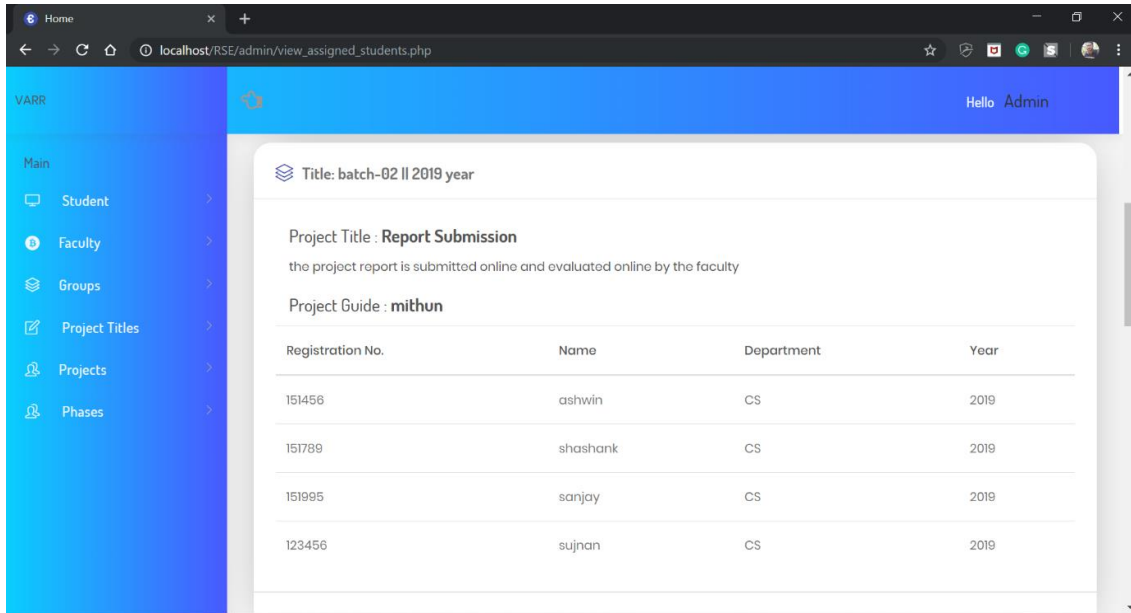 Home
localhost/RSE/admin/view_assigned_students.php
VARR
Hello Admin
Main
Student
Faculty
Groups
Project Titles
Projects
Phases
Title: batch-02 || 2019 year
Project Title : Report Submission
the project report is submitted online and evaluated online by the faculty
Project Guide : mithun
Registration No. Name Department Year
151456 ashwin CS 2019
151789 shashank CS 2019
151995 sanjay CS 2019
123456 sujnan CS 2019